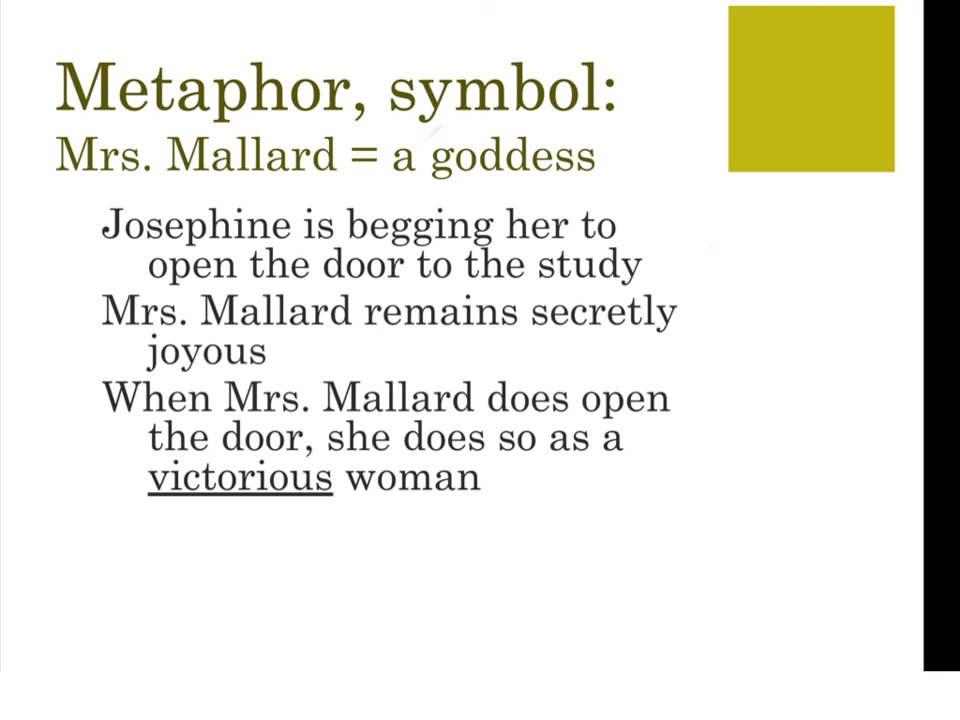 Metaphor, symbol:
Mrs. Mallard = a goddess
Josephine is begging her to
open the door to the study
Mrs. Mallard remains secretly
joyous
When Mrs. Mallard does open
the door, she does so as a
victorious woman